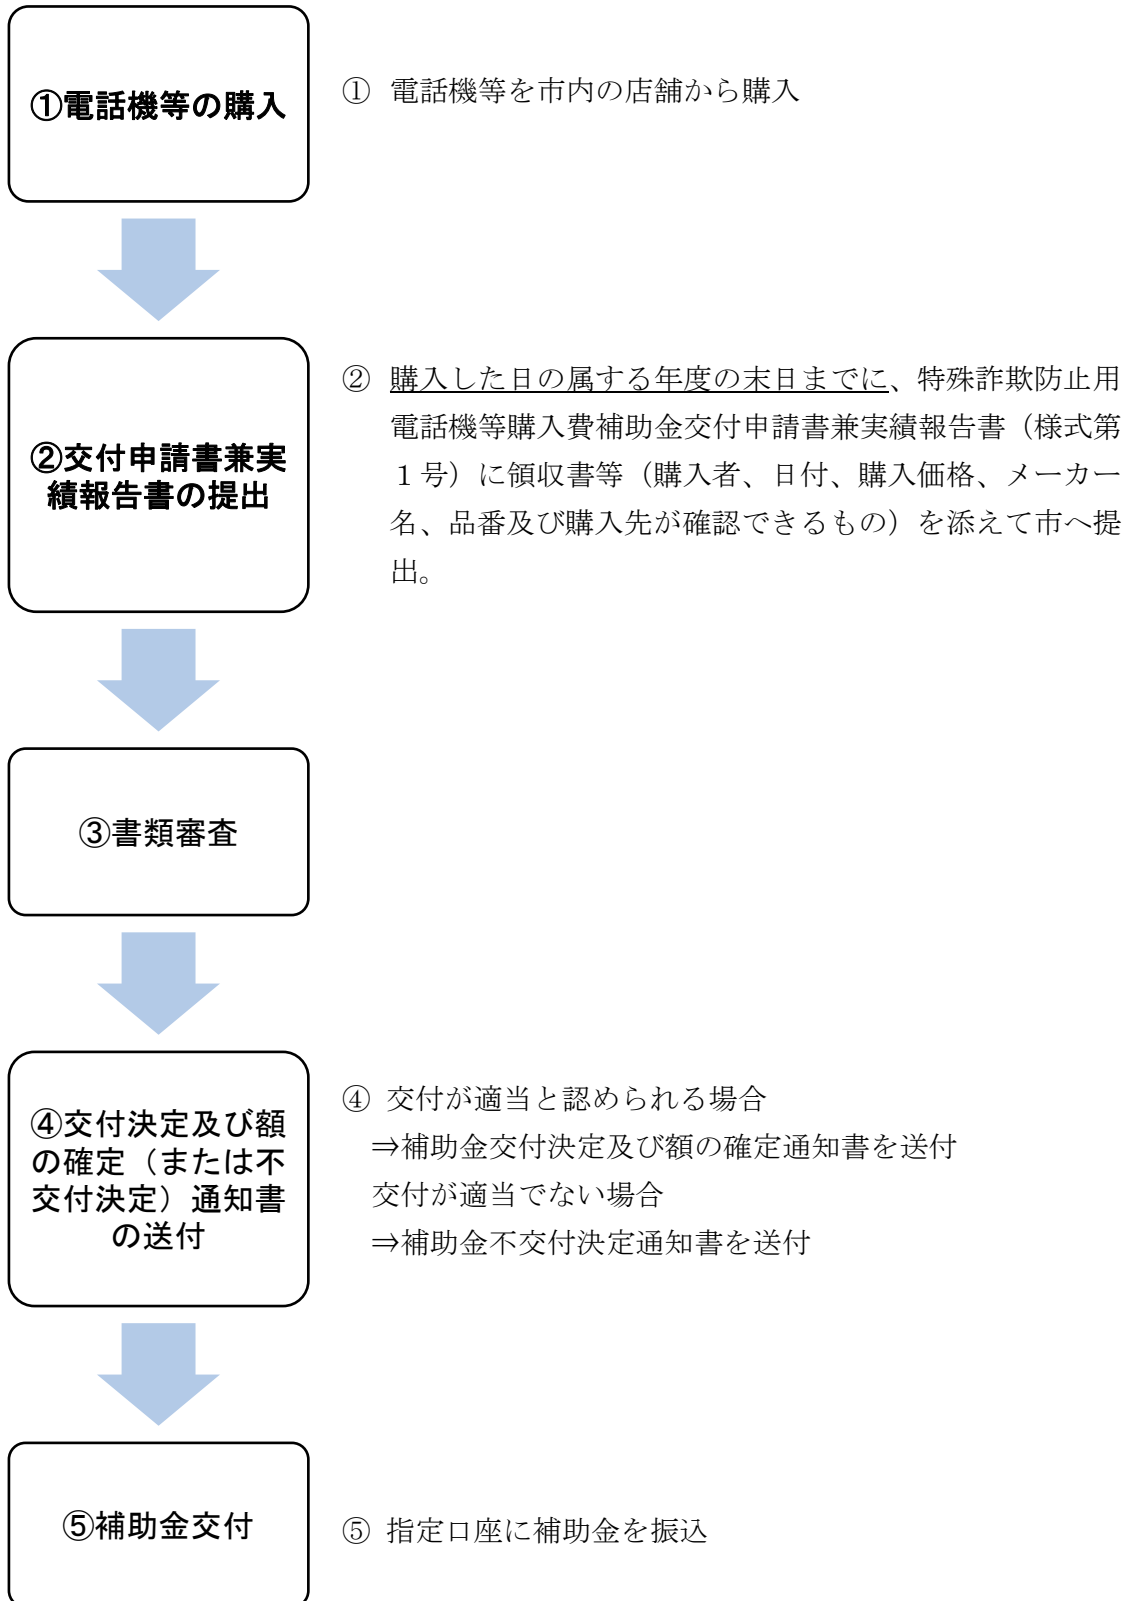 ①電話機等の購入
① 電話機等を市内の店舗から購入
②交付申請書兼実
績報告書の提出
② 購入した日の属する年度の末日までに、特殊詐欺防止用
電話機等購入費補助金交付申請書兼実績報告書（様式第
１号）に領収書等（購入者、日付、購入価格、メーカー
名、品番及び購入先が確認できるもの）を添えて市へ提
出。
③書類審査
④交付決定及び額
の確定（または不
交付決定）通知書
の送付
④ 交付が適当と認められる場合
⇒補助金交付決定及び額の確定通知書を送付
交付が適当でない場合
⇒補助金不交付決定通知書を送付
⑤補助金交付
⑤ 指定口座に補助金を振込